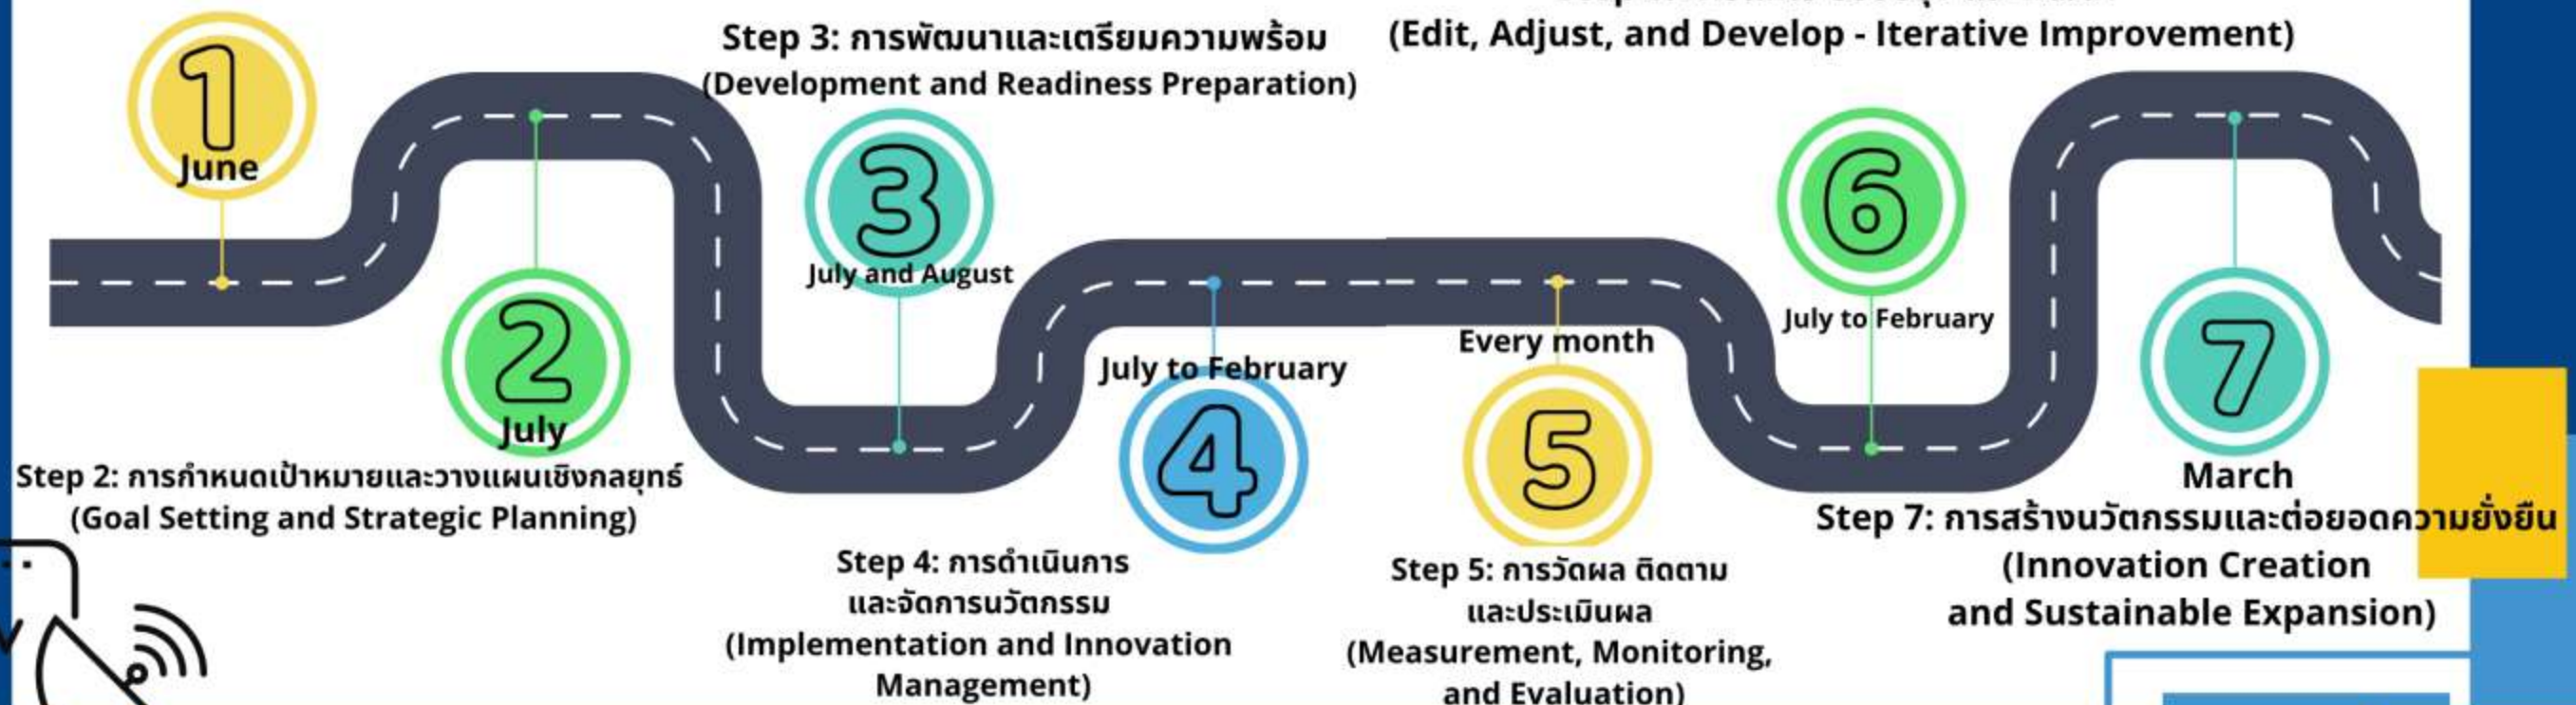 1
June
2
July
Step 2: การกำหนดเป้าหมายและวางแผนเชิงกลยุทธ์
(Goal Setting and Strategic Planning)
Step 3: การพัฒนาและเตรียมความพร้อม
(Development and Readiness Preparation)
3
July and August
July to February
4
Step 4: การดำเนินการ
และจัดการนวัตกรรม
(Implementation and Innovation
Management)
Every month
5
Step 5: การวัดผล ติดตาม
และประเมินผล
(Measurement, Monitoring,
and Evaluation)
(Edit, Adjust, and Develop - Iterative Improvement)
6
July to February
7
March
Step 7: การสร้างนวัตกรรมและต่อยอดความยั่งยืน
(Innovation Creation
and Sustainable Expansion)